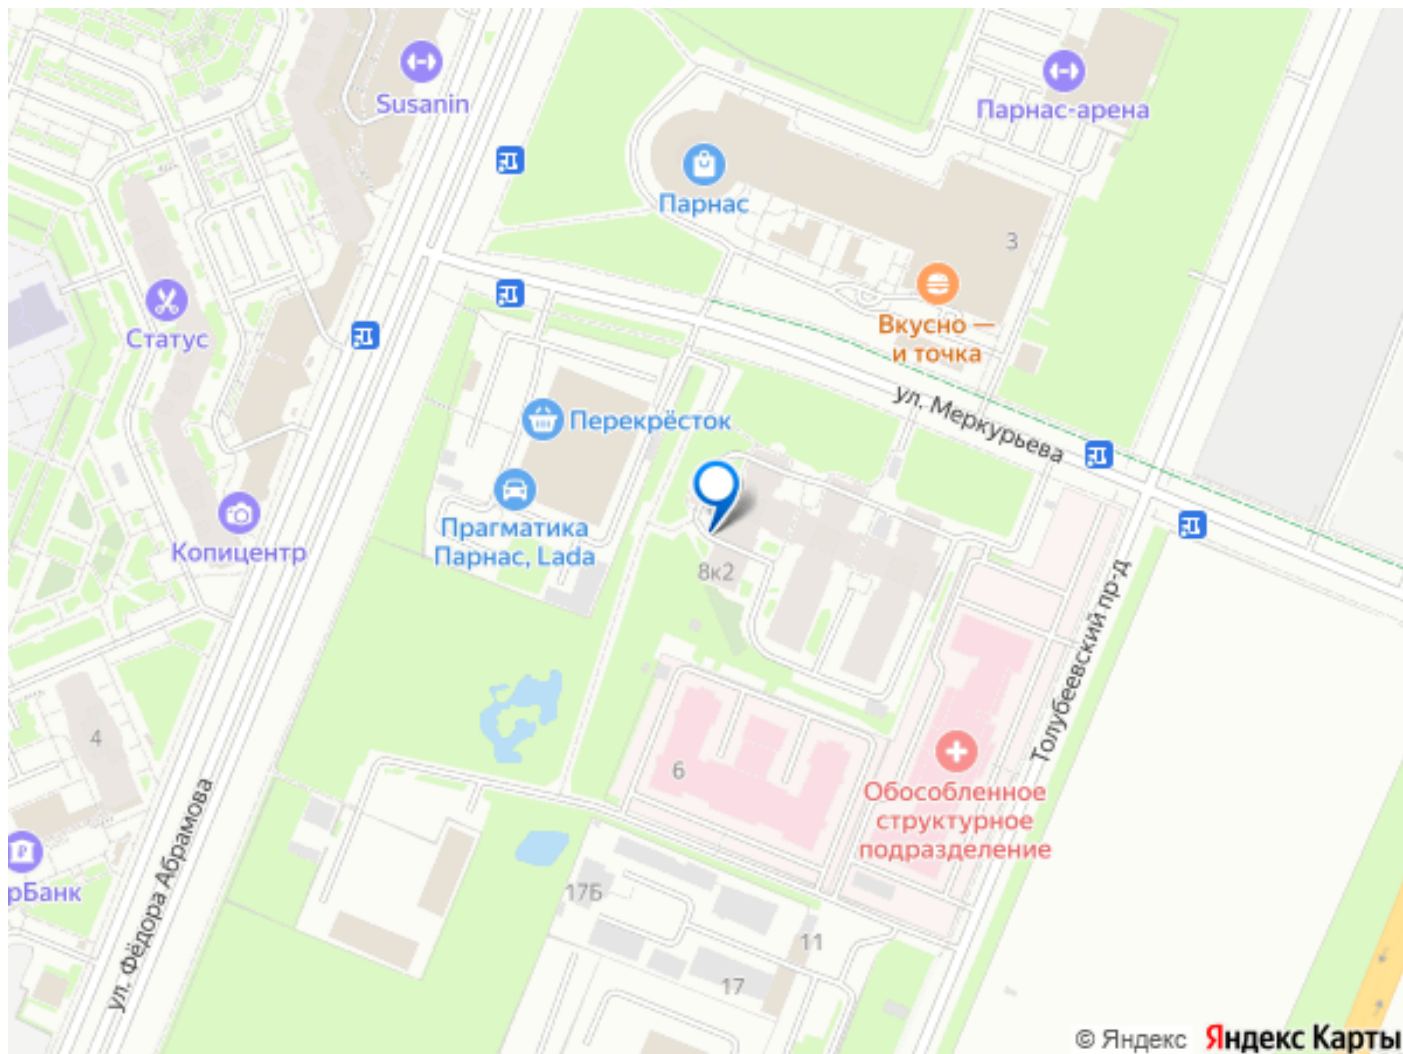 Susanin
Парнас-арена
Парнас
3
Вкусно —
и точка
Статус
ул. Меркурьева
Перекрёсток
Прагматика
Парнас, Lada
Копицентр
8к2
Толубеевский пр-д
4
6
Обособленное
структурное
подразделение
ул. Фёдора Абрамова
рБанк
17Б
11
17
© Яндекс Яндекс Карты